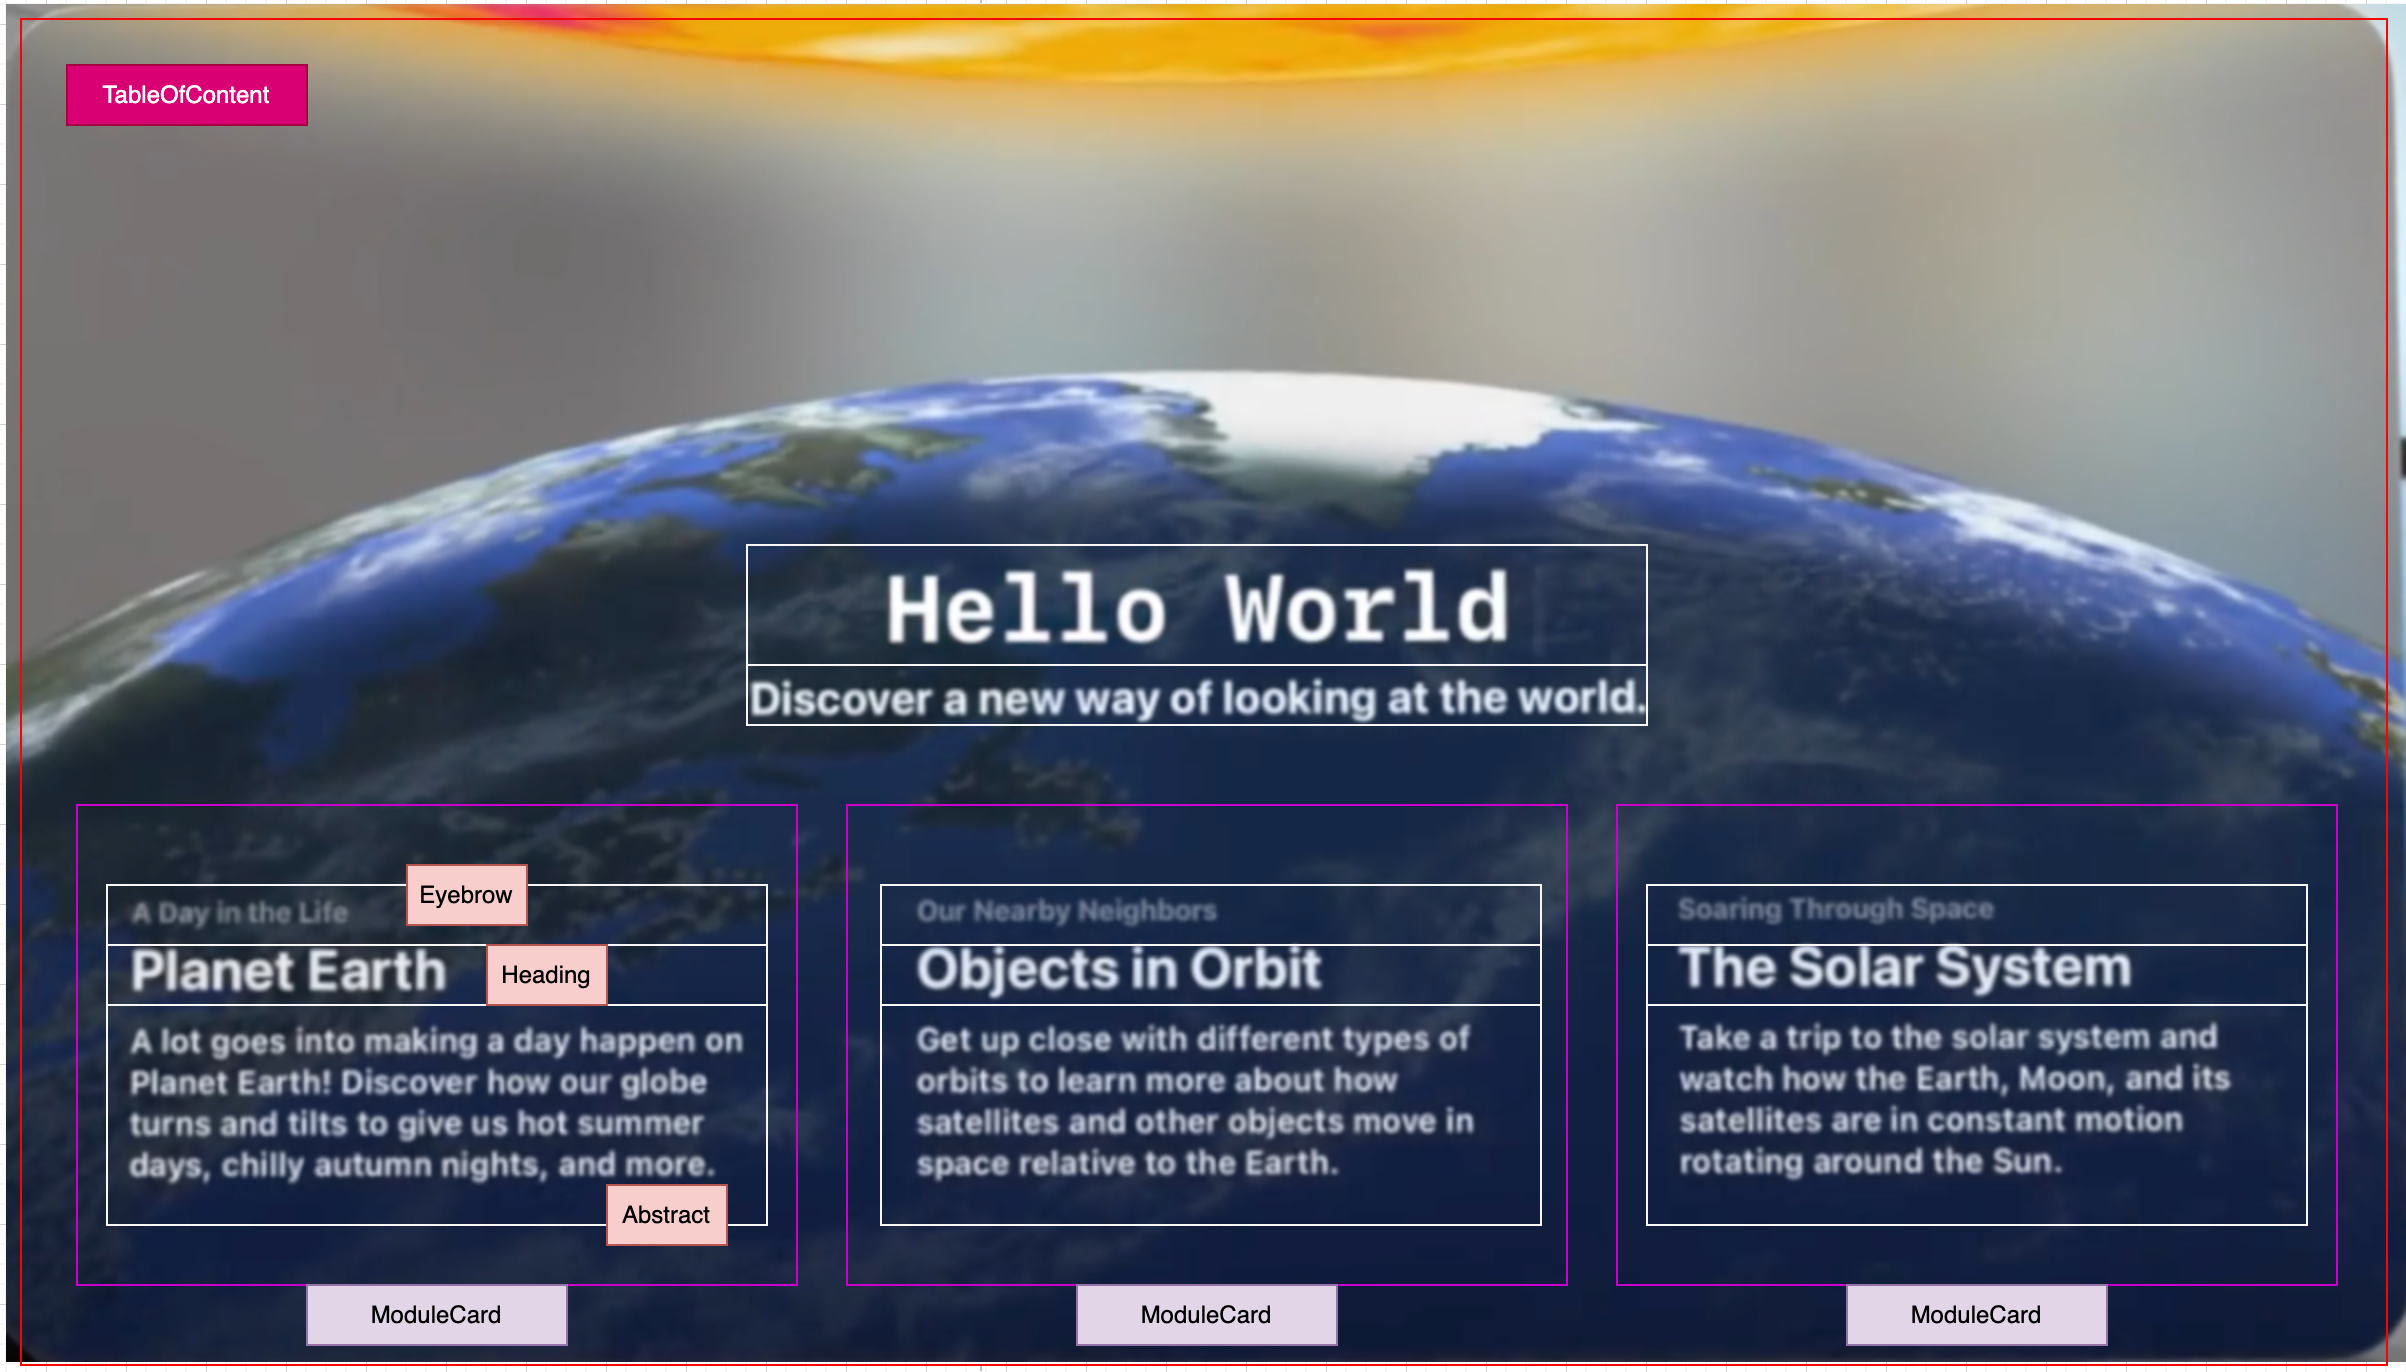 TableOfContent
Hello World
Discover a new way of looking at the world.
Eyebrow
A Day in the Life
Heading
Planet Earth
A lot goes into making a day happen on
Planet Earth! Discover how our globe
turns and tilts to give us hot summer
days, chilly autumn nights, and more.
Abstract
ModuleCard
Our Nearby Neighbors
Objects in Orbit
Get up close with different types of
orbits to learn more about how
satellites and other objects move in
space relative to the Earth.
ModuleCard
Soaring Through Space
The Solar System
Take a trip to the solar system and
watch how the Earth, Moon, and its
satellites are in constant motion
rotating around the Sun.
ModuleCard